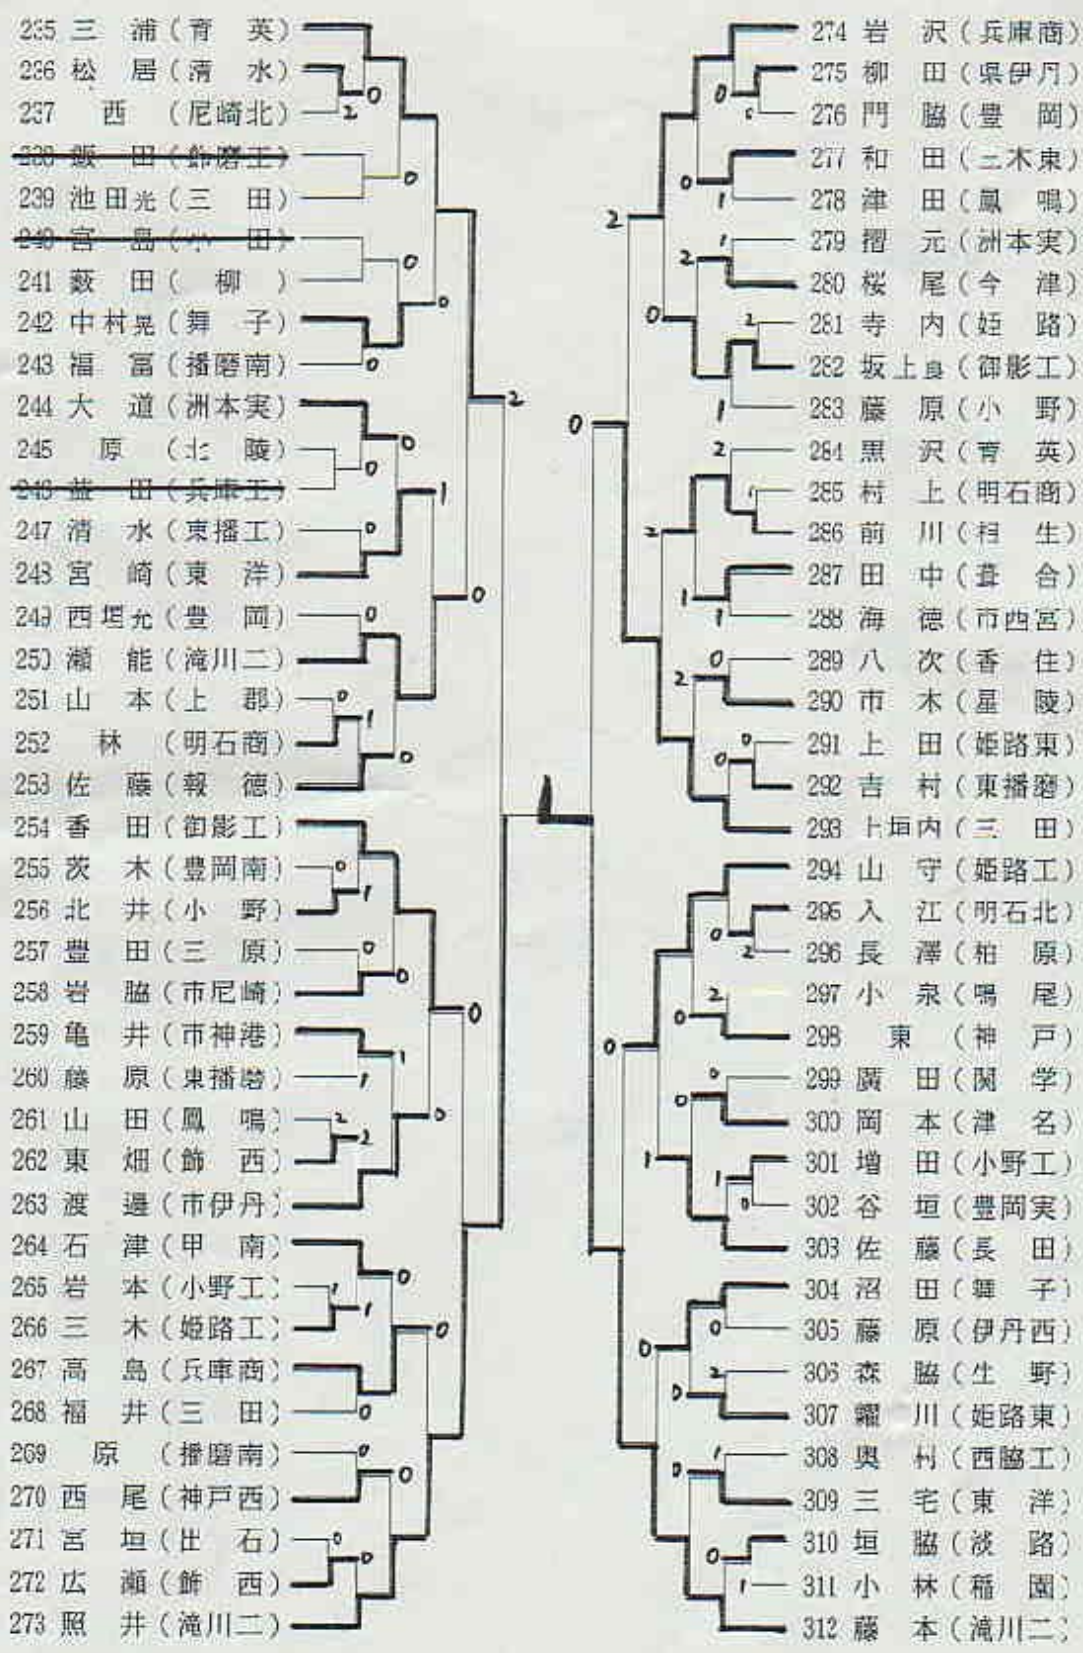 235 三浦(育英)
236 松居(清水)
237 西(尼崎北)
238 飯田(飾磨工)
239 池田光(三田)
240 宮島(小田)
241 藪田(柳)
242 中村晃(舞子)
243 福冨(播磨南)
244 大道(洲本実)
245 原(北陵)
246 益田(兵庫工)
247 清水(東播工)
248 宮崎(東洋)
249 西垣允(豊岡)
250 瀬能(滝川二)
251 山本(上郡)
252 林(明石商)
253 佐藤(報徳)
254 香田(御影工)
255 茨木(豊岡南)
256 北井(小野)
257 豊田(三原)
258 岩脇(市尼崎)
259 亀井(市神港)
260 藤原(東播磨)
261 山田(鳳鳴)
262 東畑(飾西)
263 渡邊(市伊丹)
264 石津(甲南)
265 岩本(小野工)
266 三木(姫路工)
267 高島(兵庫商)
268 福井(三田)
269 原(播磨南)
270 西尾(神戸西)
271 宮垣(出石)
272 広瀬(飾西)
273 照井(滝川二)
274 岩沢(兵庫商)
275 柳田(県伊丹)
276 門脇(豊岡)
277 和田(三木東)
278 津田(鳳鳴)
279 摺元(洲本実)
280 桜尾(今津)
281 寺内(姫路)
282 坂上良(御影工)
283 藤原(小野)
284 黒沢(育英)
285 村上(明石商)
286 前川(相生)
287 田中(葺合)
288 海徳(市西宮)
289 八次(香住)
290 市木(星陵)
291 上田(姫路東)
292 吉村(東播磨)
293 上垣内(三田)
294 山守(姫路工)
295 入江(明石北)
296 長澤(柏原)
297 小泉(鳴尾)
298 東(神戸)
299 廣田(関学)
300 岡本(津名)
301 増田(小野工)
302 谷垣(豊岡実)
303 佐藤(長田)
304 沼田(舞子)
305 藤原(伊丹西)
306 森脇(生野)
307 糶川(姫路東)
308 奥村(西脇工)
309 三宅(東洋)
310 垣脇(淡路)
311 小林(稲園)
312 藤本(滝川二)